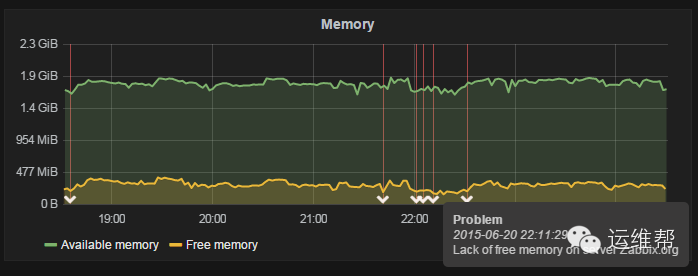 Memory
2.3 GiB
1.9 GiB
1.4 GiB
954 MiB
477 MiB
0 B
19:00
20:00
21:00
22:00
Available memory
Free memory
Problem
2015-06-20 22:11:29
Lack of free memory on server Zabbix.org
运维帮